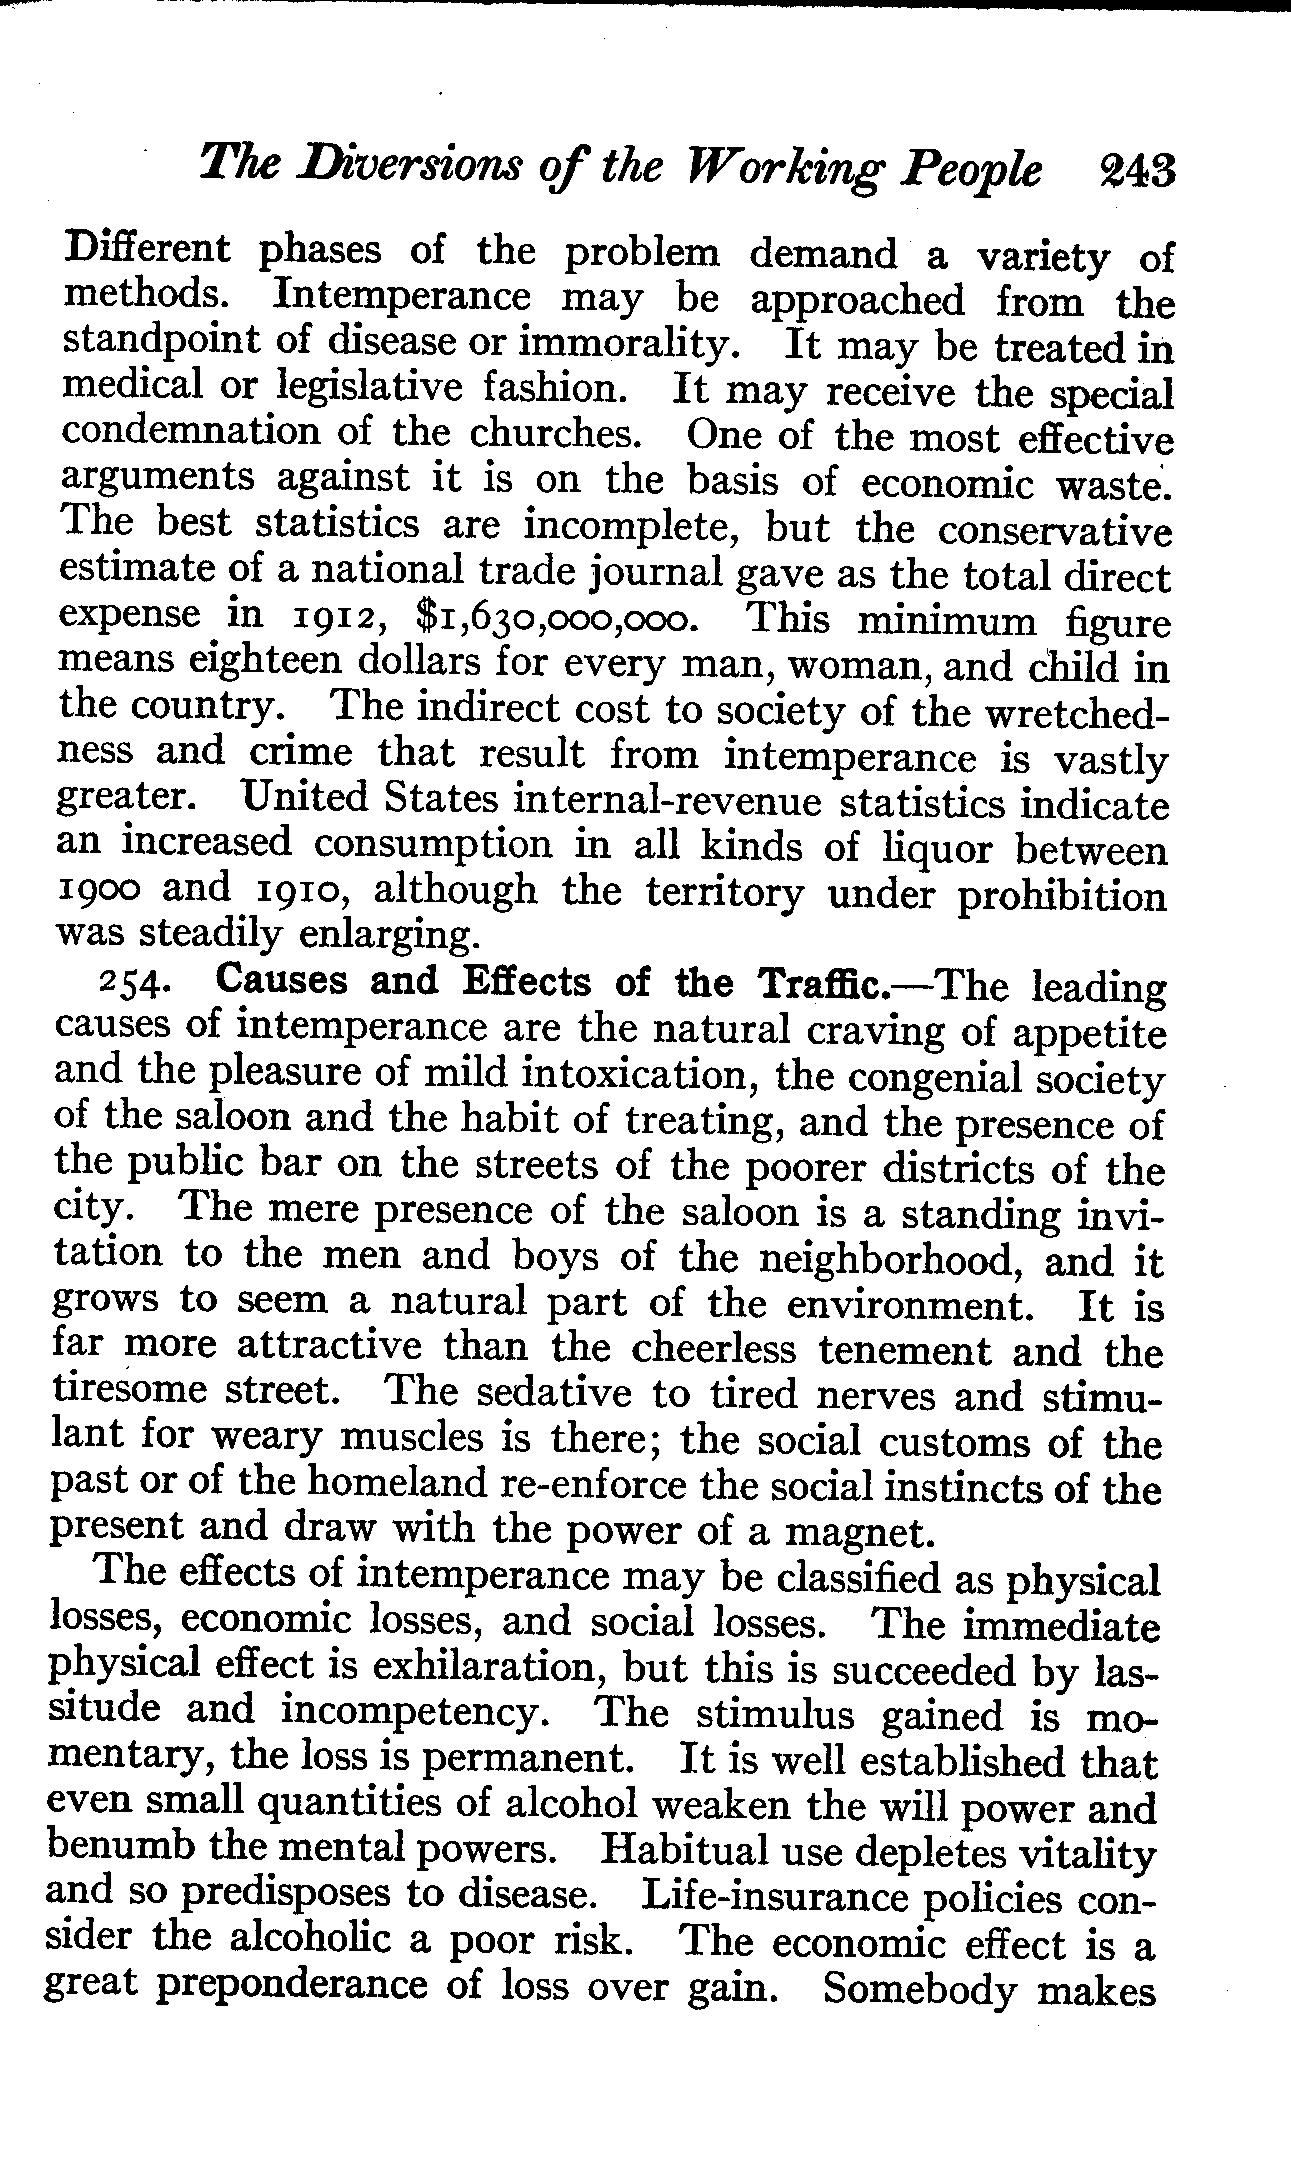 The Diversions of the Working People 243
Different phases of the problem demand a variety of
methods. Intemperance may be approached from the
standpoint of disease or immorality. It may be treated in
medical or legislative fashion. It may receive the special
condemnation of the churches. One of the most effective
arguments against it is on the basis of economic waste.
The best statistics are incomplete, but the conservative
estimate of a national trade journal gave as the total direct
expense in 1912, $1,630,000,000. This minimum figure
means eighteen dollars for every man, woman, and child in
the country. The indirect cost to society of the wretched-
ness and crime that result from intemperance is vastly
greater. United States internal-revenue statistics indicate
an increased consumption in all kinds of liquor between
1900 and 1910, although the territory under prohibition
was steadily enlarging.
254. Causes and Effects of the Traffic.—The leading
causes of intemperance are the natural craving of appetite
and the pleasure of mild intoxication, the congenial society
of the saloon and the habit of treating, and the presence of
the public bar on the streets of the poorer districts of the
city. The mere presence of the saloon is a standing invi-
tation to the men and boys of the neighborhood, and it
grows to seem a natural part of the environment. It is
far more attractive than the cheerless tenement and the
tiresome street. The sedative to tired nerves and stimu-
lant for weary muscles is there; the social customs of the
past or of the homeland re-enforce the social instincts of the
present and draw with the power of a magnet.
The effects of intemperance may be classified as physical
losses, economic losses, and social losses. The immediate
physical effect is exhilaration, but this is succeeded by las-
situde and incompetency. The stimulus gained is mo-
mentary, the loss is permanent. It is well established that
even small quantities of alcohol weaken the will power and
benumb the mental powers. Habitual use depletes vitality
and so predisposes to disease. Life-insurance policies con-
sider the alcoholic a poor risk. The economic effect is a
great preponderance of loss over gain. Somebody makes